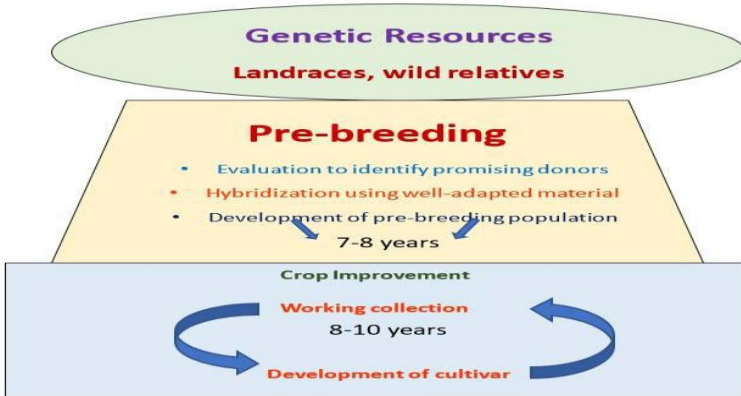 Genetic Resources
Landraces, wild relatives
Pre-breeding
• Evaluation to identify promising donors
• Hybridization using well-adapted material
• Development of pre-breeding population
7-8 years
Crop Improvement
Working collection
8-10 years
Development of cultivar